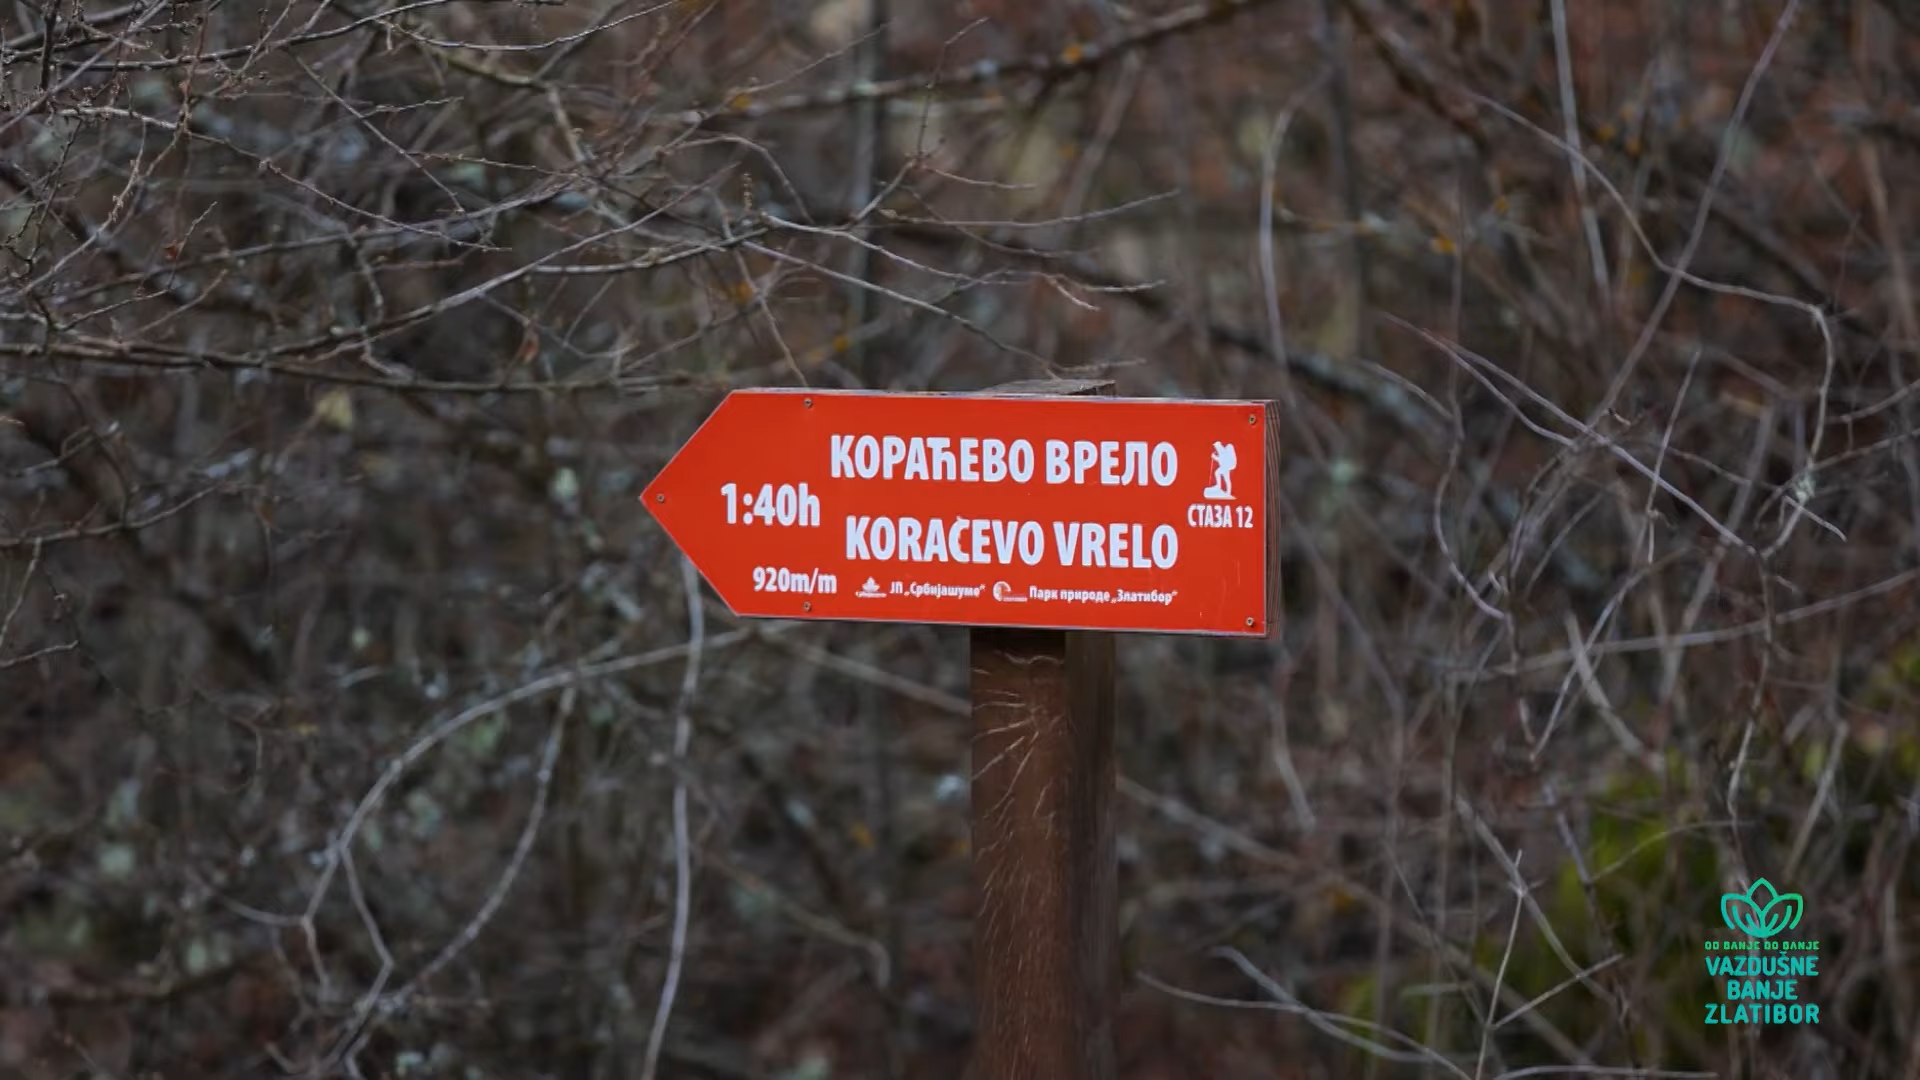 КОРАЋЕВО ВРЕЛО
1:40h
СТАЗА 12
KORAĆEVO VRELO
920m/m
ЈП „Србијашуме“ Парк природе „Златибор“
OD BANJE DO BANJE
VAZDUŠNE
BANJE
ZLATIBOR